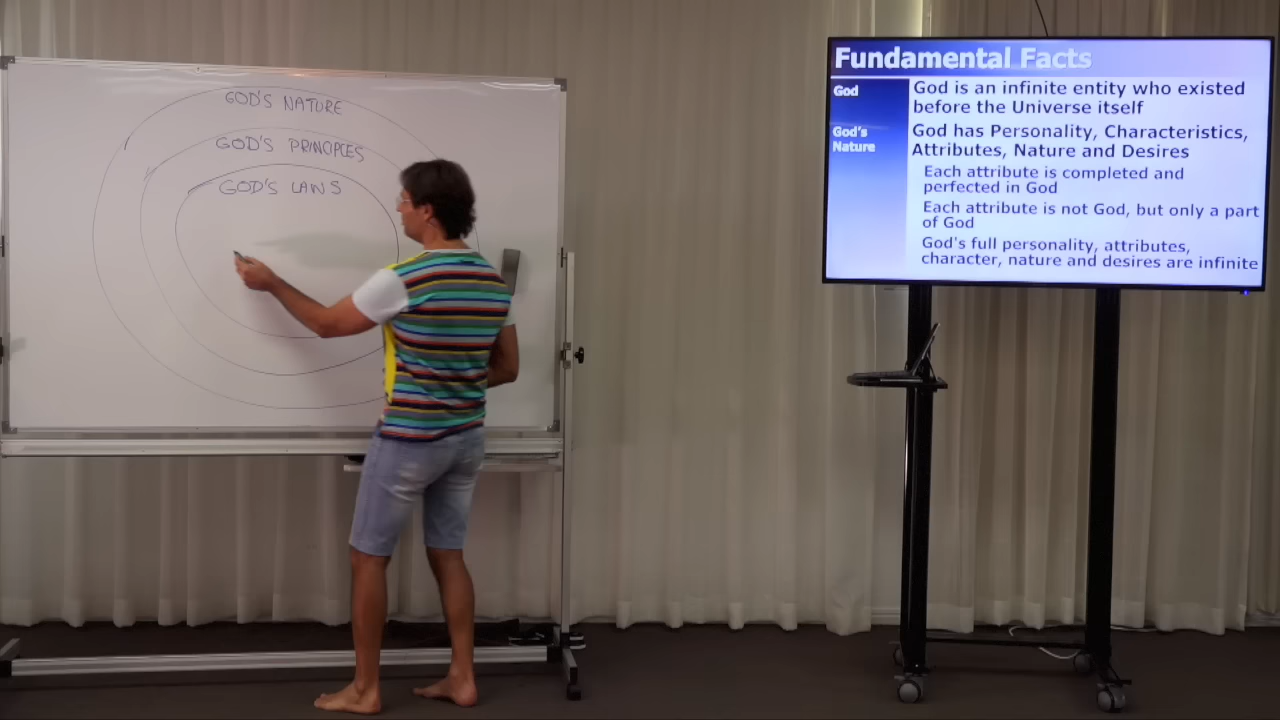 GOD'S NATURE
GOD'S PRINCIPLES
GOD'S LAWS
Fundamental Facts
God
God is an infinite entity who existed
before the Universe itself
God's
Nature
God has Personality, Characteristics,
Attributes, Nature and Desires
Each attribute is completed and
perfected in God
Each attribute is not God, but only a part
of God
God's full personality, attributes,
character, nature and desires are infinite